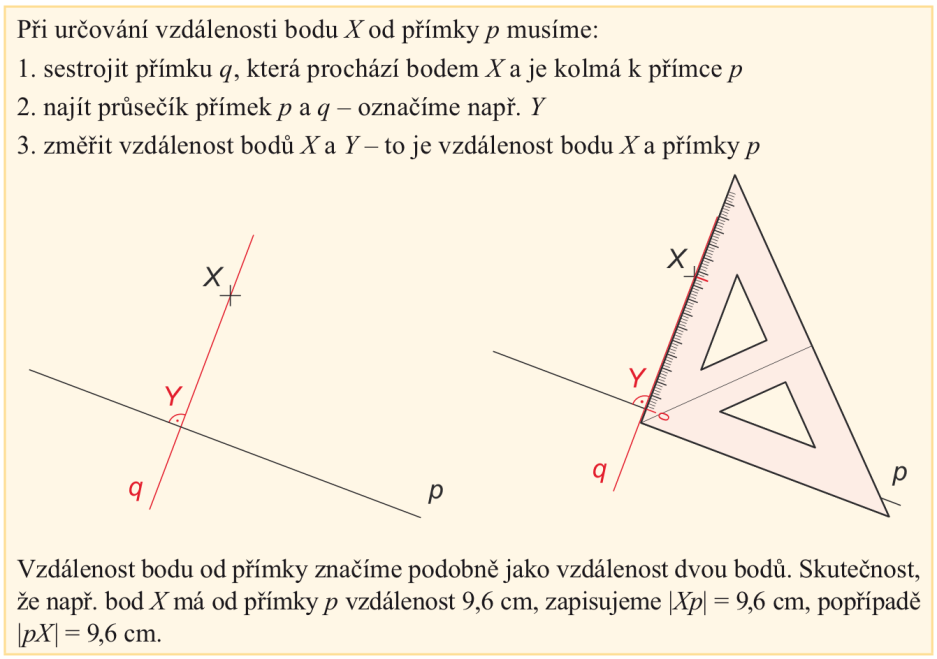 Při určování vzdálenosti bodu X od přímky p musíme:
1. sestrojit přímku q, která prochází bodem X a je kolmá k přímce p
2. najít průsečík přímek p a q – označíme např. Y
3. změřit vzdálenost bodů X a Y – to je vzdálenost bodu X a přímky p
X
Y
q
p
X
Y
0
q
p
Vzdálenost bodu od přímky značíme podobně jako vzdálenost dvou bodů. Skutečnost,
že např. bod X má od přímky p vzdálenost 9,6 cm, zapisujeme |Xp| = 9,6 cm, popřípadě
|pX| = 9,6 cm.